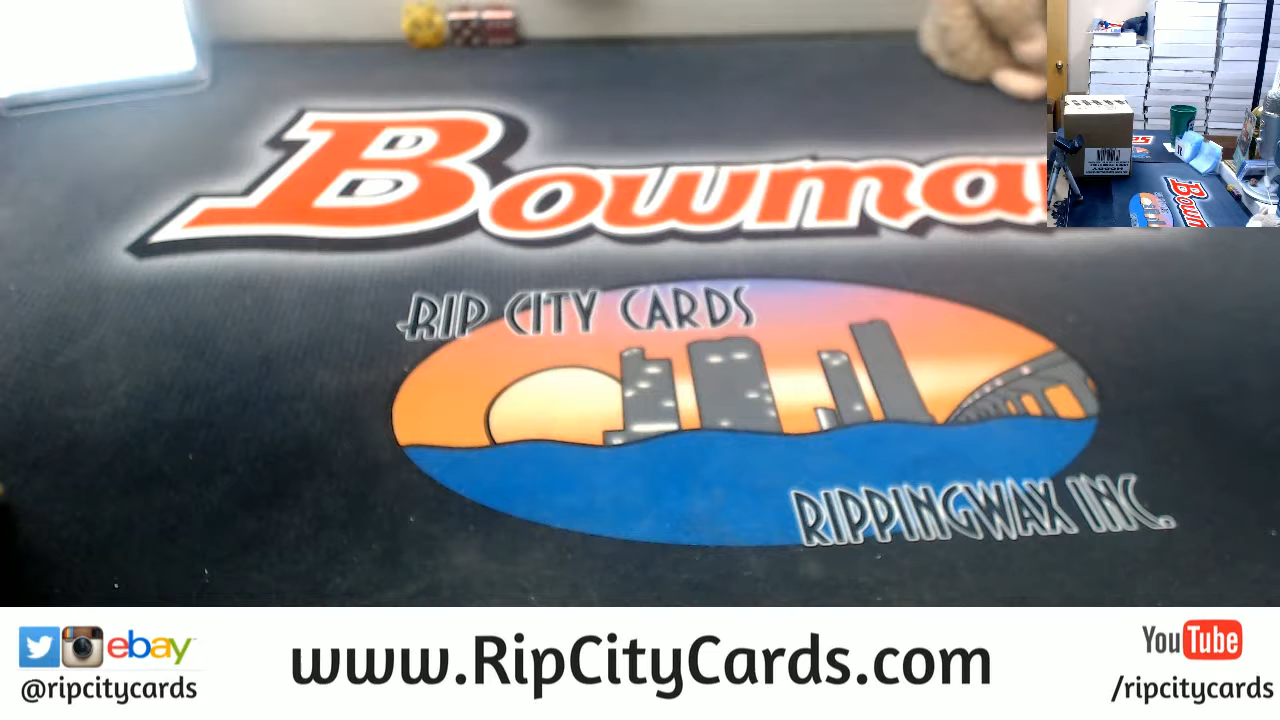 Bowma
RIP CITY CARDS
RIPPINGWAX INC.
ebay
@ripcitycards
www.RipCityCards.com
YouTube
/ripcitycards